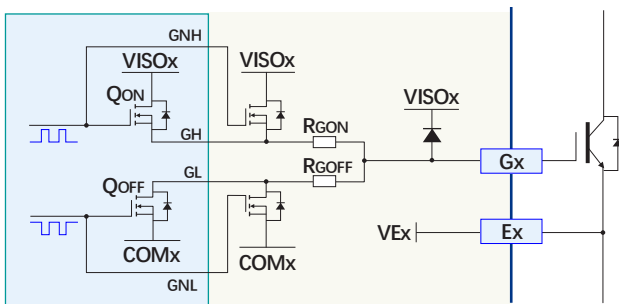 GNH
VISOx
VISOx
QON
VISOx
GH
RGON
GL
RGOFF
Gx
QOFF
VEx
Ex
COMx
COMx
GNL